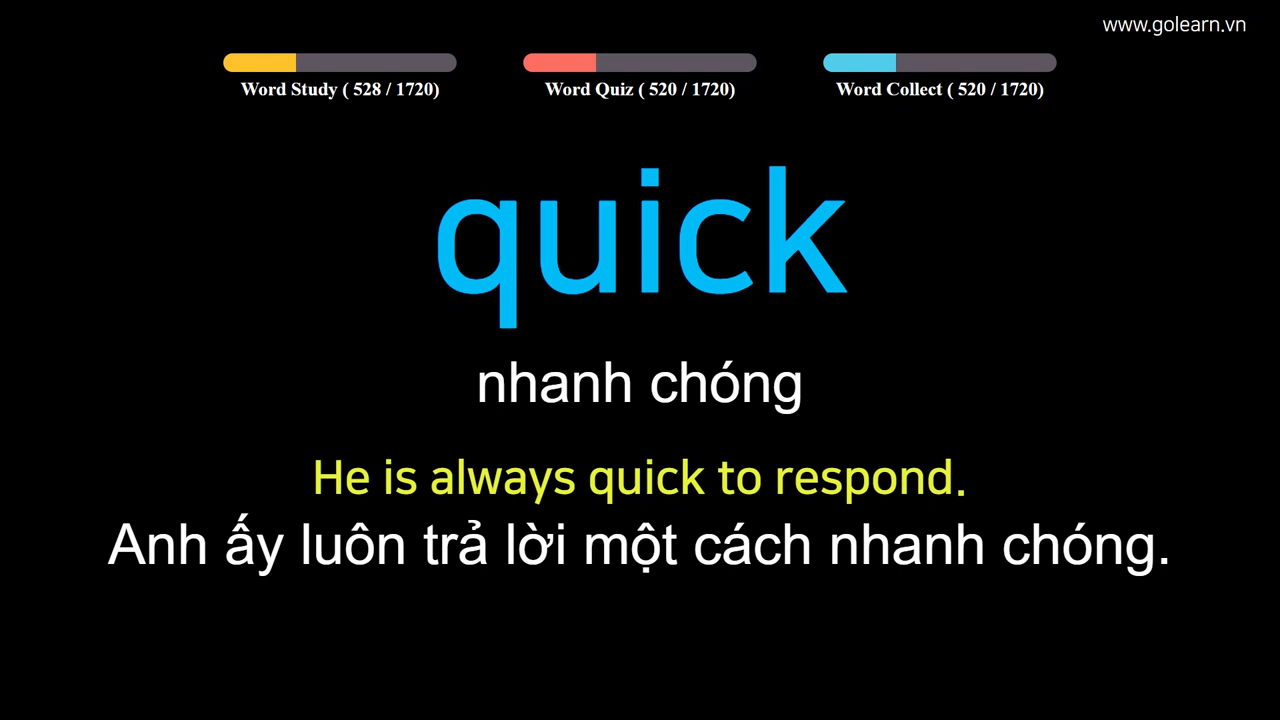 www.golearn.vn
Word Study ( 528 / 1720)
Word Quiz ( 520 / 1720)
Word Collect ( 520 / 1720)
quick
nhanh chóng
He is always quick to respond.
Anh ấy luôn trả lời một cách nhanh chóng.